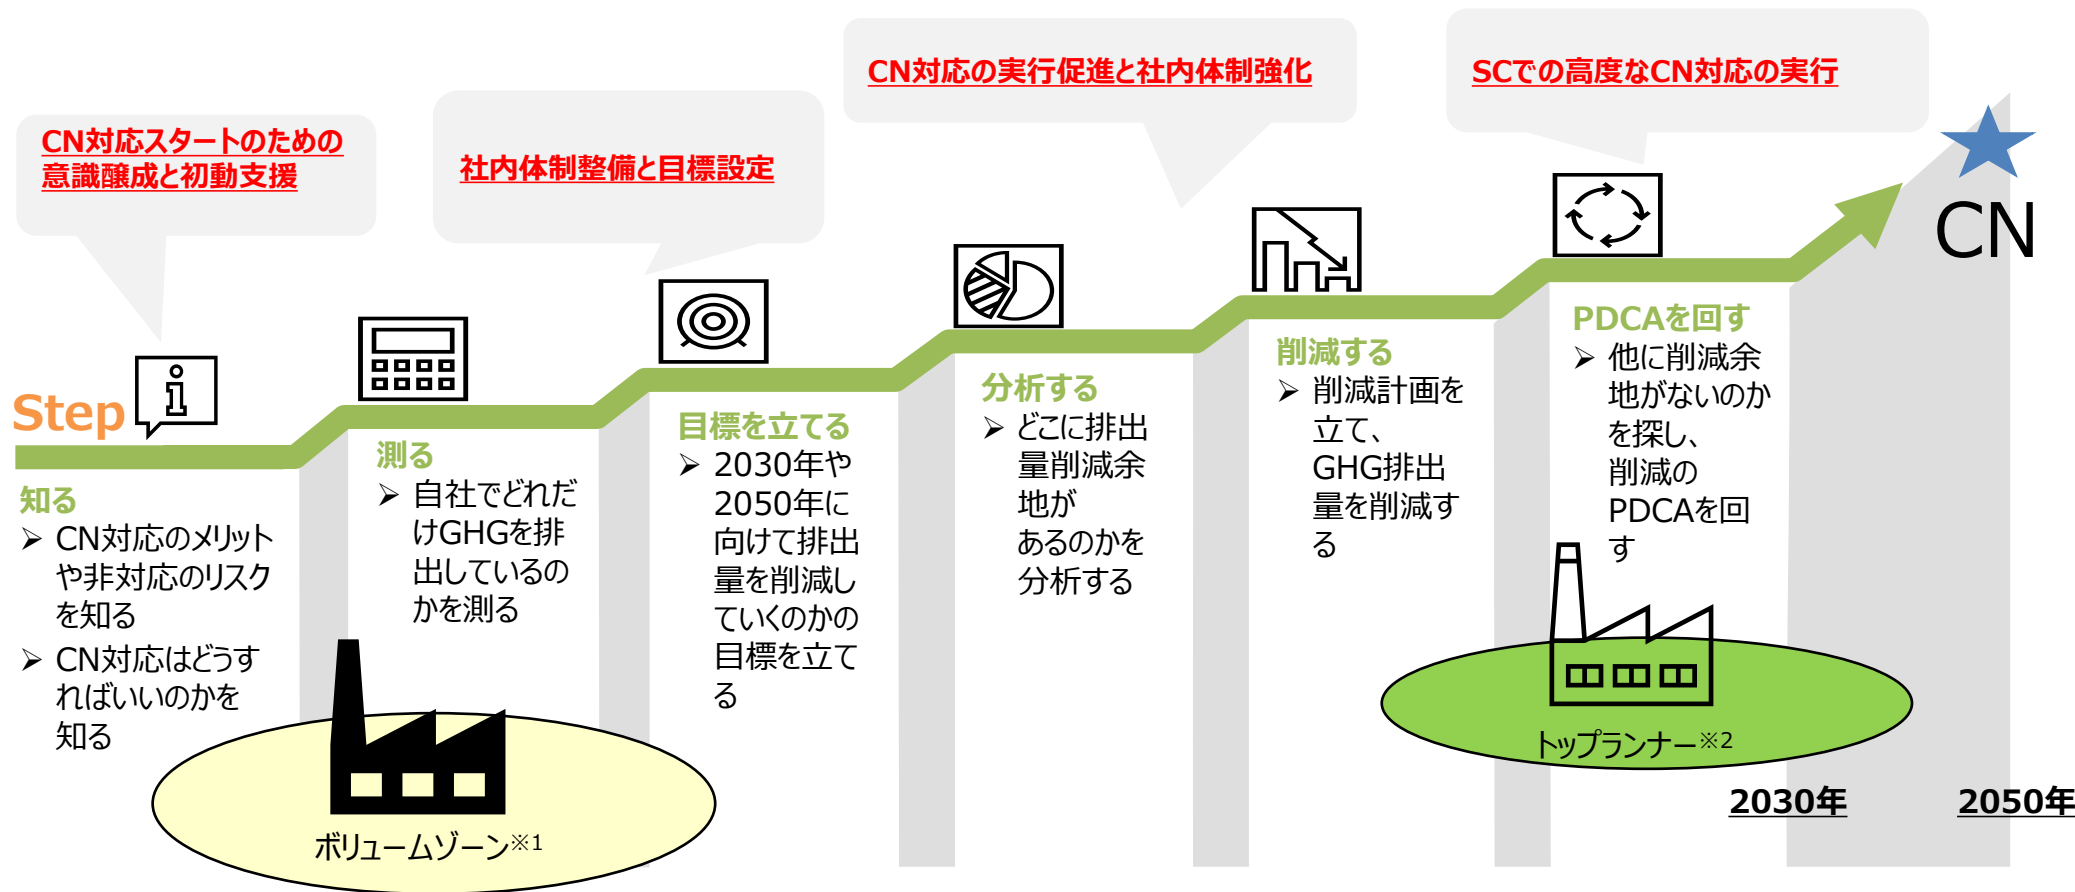 CN対応スタートのための
意識醸成と初動支援
社内体制整備と目標設定
CN対応の実行促進と社内体制強化
SCでの高度なCN対応の実行
CN
Step
知る
➢ CN対応のメリット
や非対応のリスク
を知る
➢ CN対応はどうす
ればいいのかを
知る
測る
➢ 自社でどれだ
けGHGを排
出しているの
かを測る
目標を立てる
➢ 2030年や
2050年に
向けて排出
量を削減し
ていくのかの
目標を立て
る
分析する
➢ どこに排出
量削減余
地が
あるのかを
分析する
削減する
➢ 削減計画を
立て、
GHG排出
量を削減す
る
PDCAを回す
➢ 他に削減余
地がないのか
を探し、
削減の
PDCAを回
す
ボリュームゾーン※1
トップランナー※2
2030年
2050年